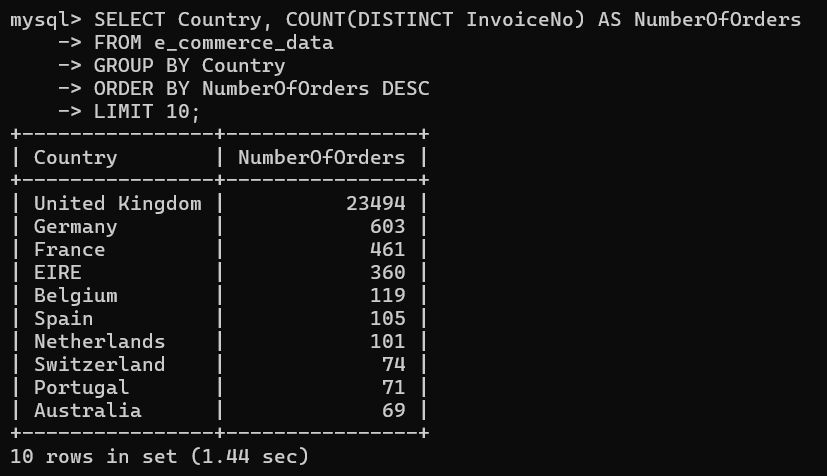 mysql> SELECT Country, COUNT(DISTINCT InvoiceNo) AS NumberOfOrders
    -> FROM e_commerce_data
    -> GROUP BY Country
    -> ORDER BY NumberOfOrders DESC
    -> LIMIT 10;
+----------------+----------------+
| Country        | NumberOfOrders |
+----------------+----------------+
| United Kingdom |          23494 |
| Germany        |            603 |
| France         |            461 |
| EIRE           |            360 |
| Belgium        |            119 |
| Spain          |            105 |
| Netherlands    |            101 |
| Switzerland    |             74 |
| Portugal       |             71 |
| Australia      |             69 |
+----------------+----------------+
10 rows in set (1.44 sec)